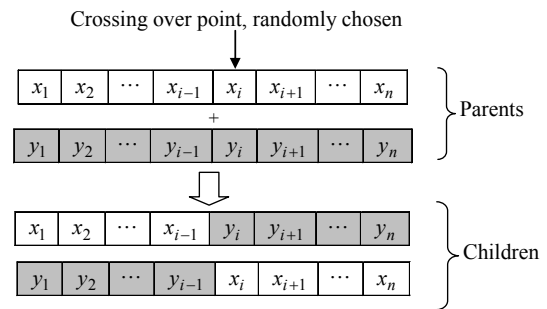 Crossing over point, randomly chosen
x₁ x₂ ⋯ xᵢ₋₁ xᵢ xᵢ₊₁ ⋯ xₙ
Parents
+
y₁ y₂ ⋯ yᵢ₋₁ yᵢ yᵢ₊₁ ⋯ yₙ
x₁ x₂ ⋯ xᵢ₋₁ yᵢ yᵢ₊₁ ⋯ yₙ
Children
y₁ y₂ ⋯ yᵢ₋₁ xᵢ xᵢ₊₁ ⋯ xₙ